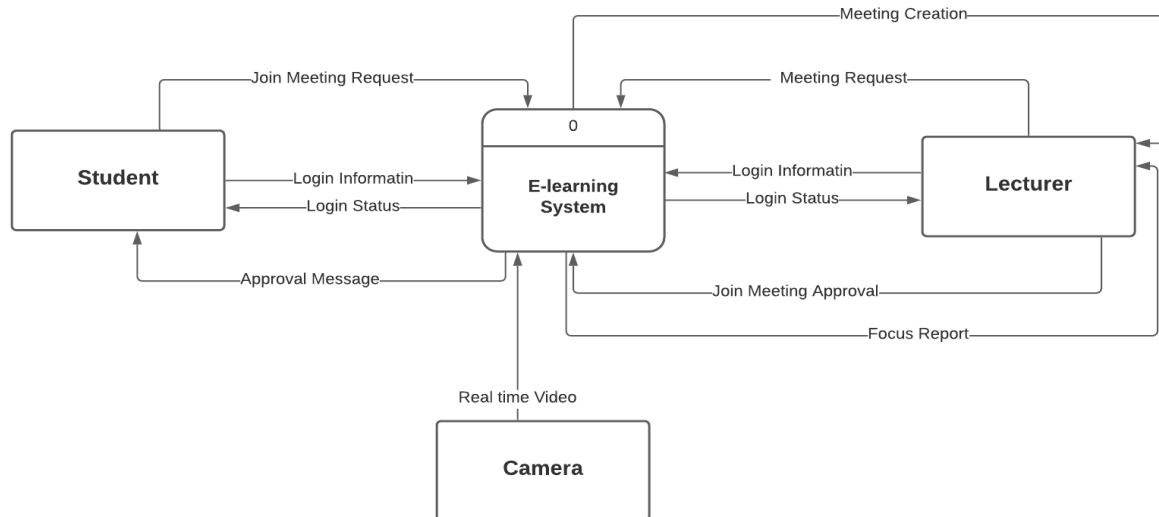 Meeting Creation
Join Meeting Request
Meeting Request
0
Student
E-learning
System
Lecturer
Login Informatin
Login Status
Login Informatin
Login Status
Approval Message
Join Meeting Approval
Focus Report
Real time Video
Camera